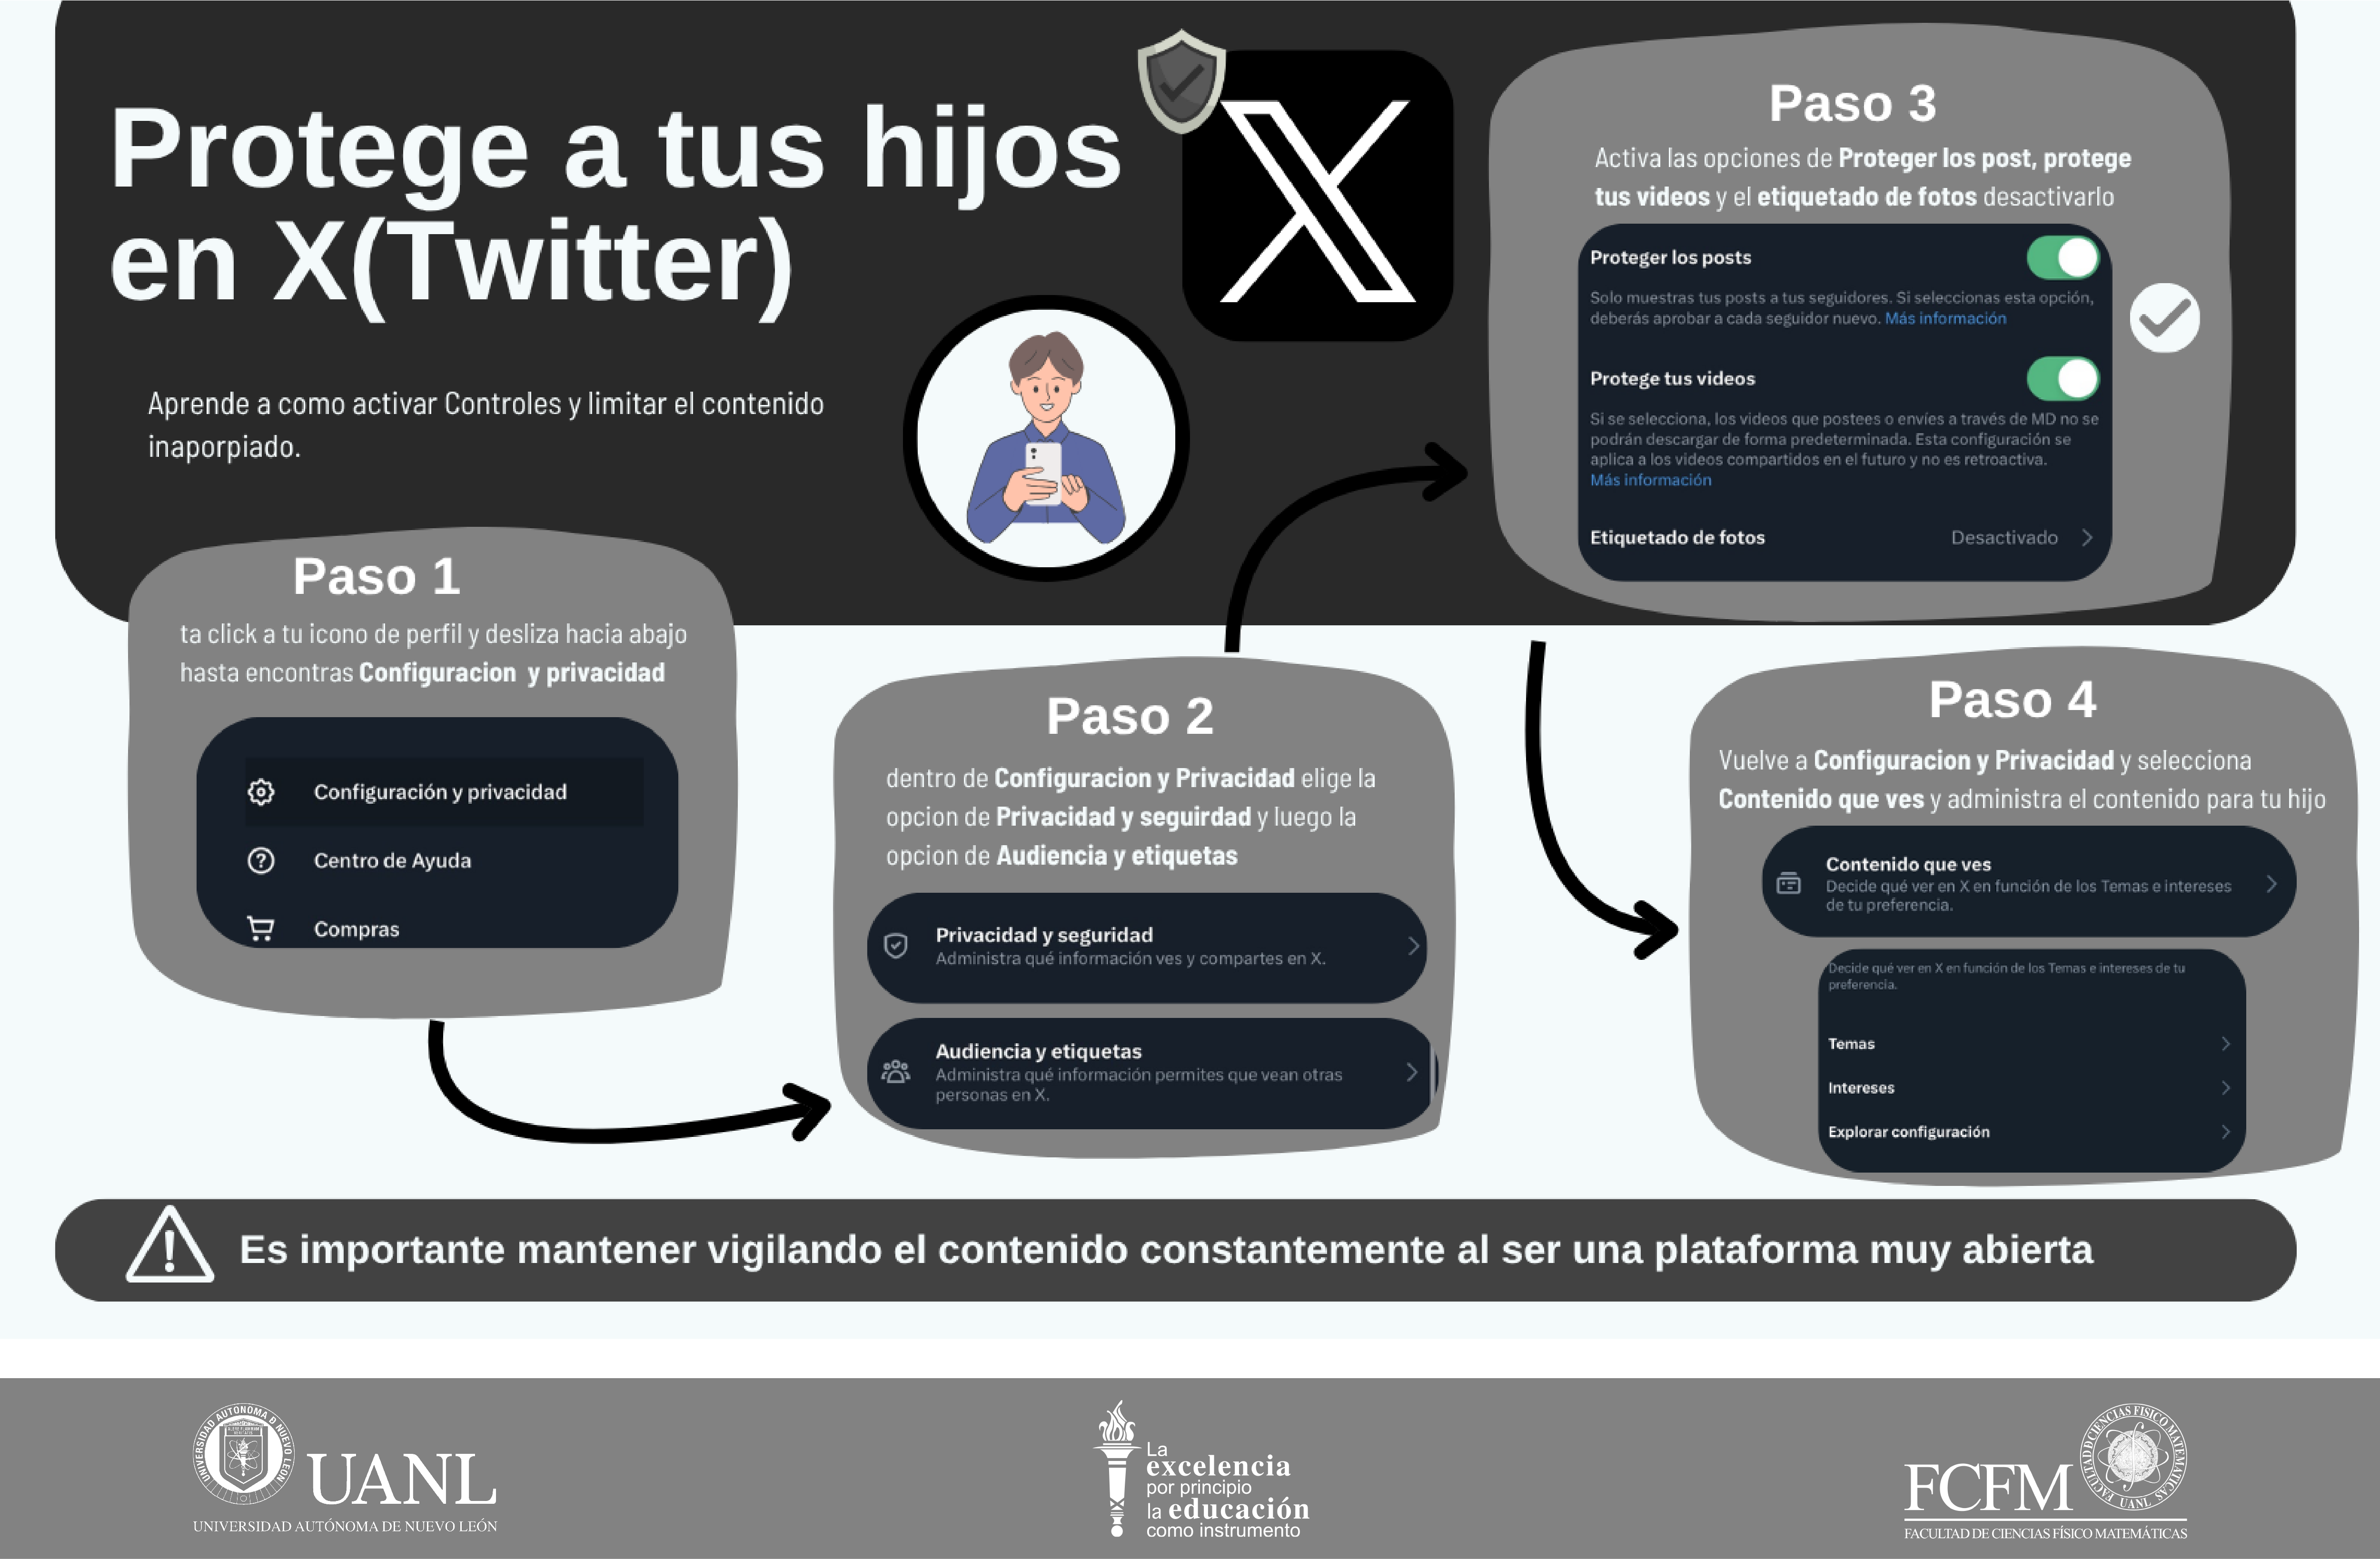 Protege a tus hijos
en X(Twitter)
Aprende a como activar Controles y limitar el contenido
inaporpiado.
Paso 1
ta click a tu icono de perfil y desliza hacia abajo
hasta encontras Configuracion y privacidad
Configuración y privacidad
Centro de Ayuda
Compras
Paso 2
dentro de Configuracion y Privacidad elige la
opcion de Privacidad y seguirdad y luego la
opcion de Audiencia y etiquetas
Privacidad y seguridad
Administra qué información ves y compartes en X.
Audiencia y etiquetas
Administra qué información permites que vean otras
personas en X.
Paso 3
Activa las opciones de Proteger los post, protege
tus videos y el etiquetado de fotos desactivarlo
Proteger los posts
Solo muestras tus posts a tus seguidores. Si seleccionas esta opción,
deberás aprobar a cada seguidor nuevo. Más información
Protege tus videos
Si se selecciona, los videos que postees o envíes a través de MD no se
podrán descargar de forma predeterminada. Esta configuración se
aplica a los videos compartidos en el futuro y no es retroactiva.
Más información
Etiquetado de fotos Desactivado
Paso 4
Vuelve a Configuracion y Privacidad y selecciona
Contenido que ves y administra el contenido para tu hijo
Contenido que ves
Decide qué ver en X en función de los Temas e intereses
de tu preferencia.
Decide qué ver en X en función de los Temas e intereses de tu
preferencia.
Temas
Intereses
Explorar configuración
Es importante mantener vigilando el contenido constantemente al ser una plataforma muy abierta
UANL
UNIVERSIDAD AUTÓNOMA DE NUEVO LEÓN
La
excelencia
por principio
la educación
como instrumento
FCFM
FACULTAD DE CIENCIAS FÍSICO MATEMÁTICAS